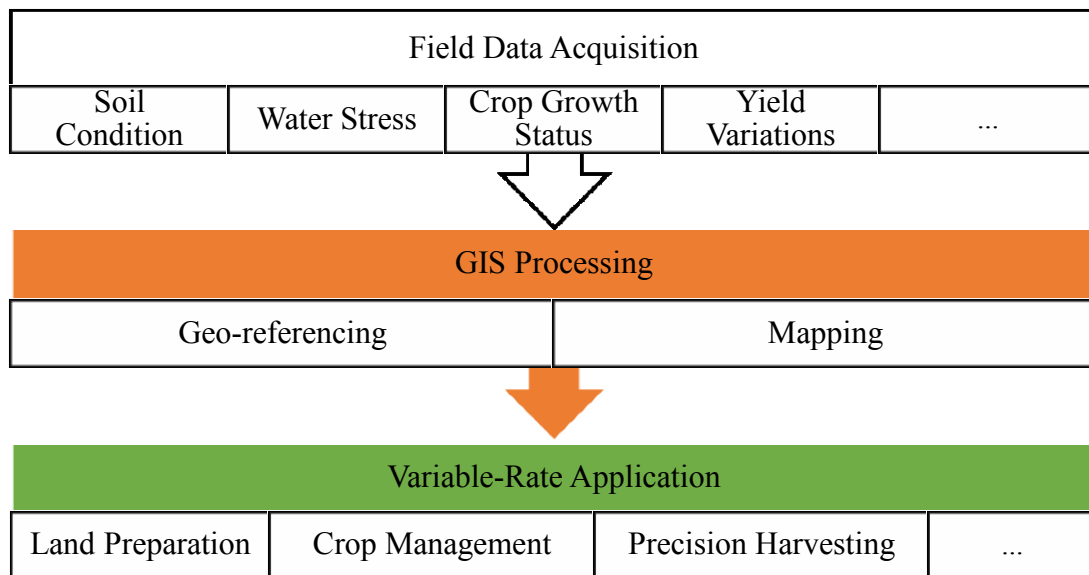 Field Data Acquisition
Soil
Condition
Water Stress
Crop Growth
Status
Yield
Variations
...
GIS Processing
Geo-referencing
Mapping
Variable-Rate Application
Land Preparation
Crop Management
Precision Harvesting
...